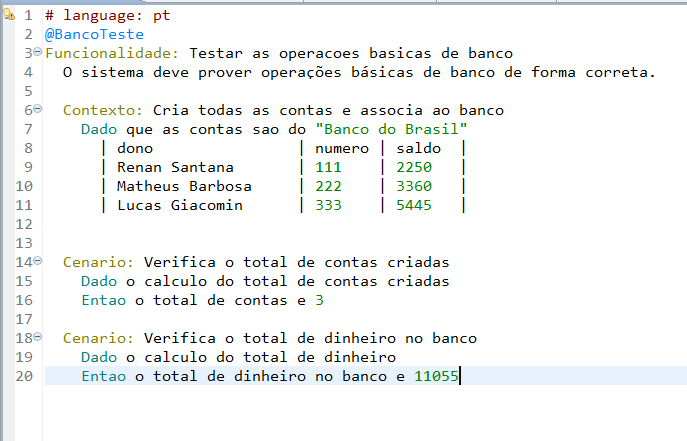 1 # language: pt
2 @BancoTeste
3 Funcionalidade: Testar as operacoes basicas de banco
4 O sistema deve prover operações básicas de banco de forma correta.
5
6 Contexto: Cria todas as contas e associa ao banco
7 Dado que as contas sao do "Banco do Brasil"
8 | dono | numero | saldo |
9 | Renan Santana | 111 | 2250 |
10 | Matheus Barbosa | 222 | 3360 |
11 | Lucas Giacomin | 333 | 5445 |
12
13
14 Cenario: Verifica o total de contas criadas
15 Dado o calculo do total de contas criadas
16 Entao o total de contas e 3
17
18 Cenario: Verifica o total de dinheiro no banco
19 Dado o calculo do total de dinheiro
20 Entao o total de dinheiro no banco e 11055